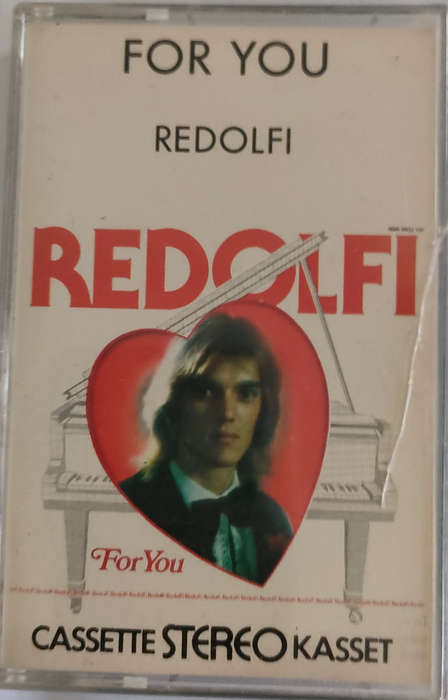 FOR YOU
REDOLFI
REDOLFI
For You
CASSETTE STEREO KASSET